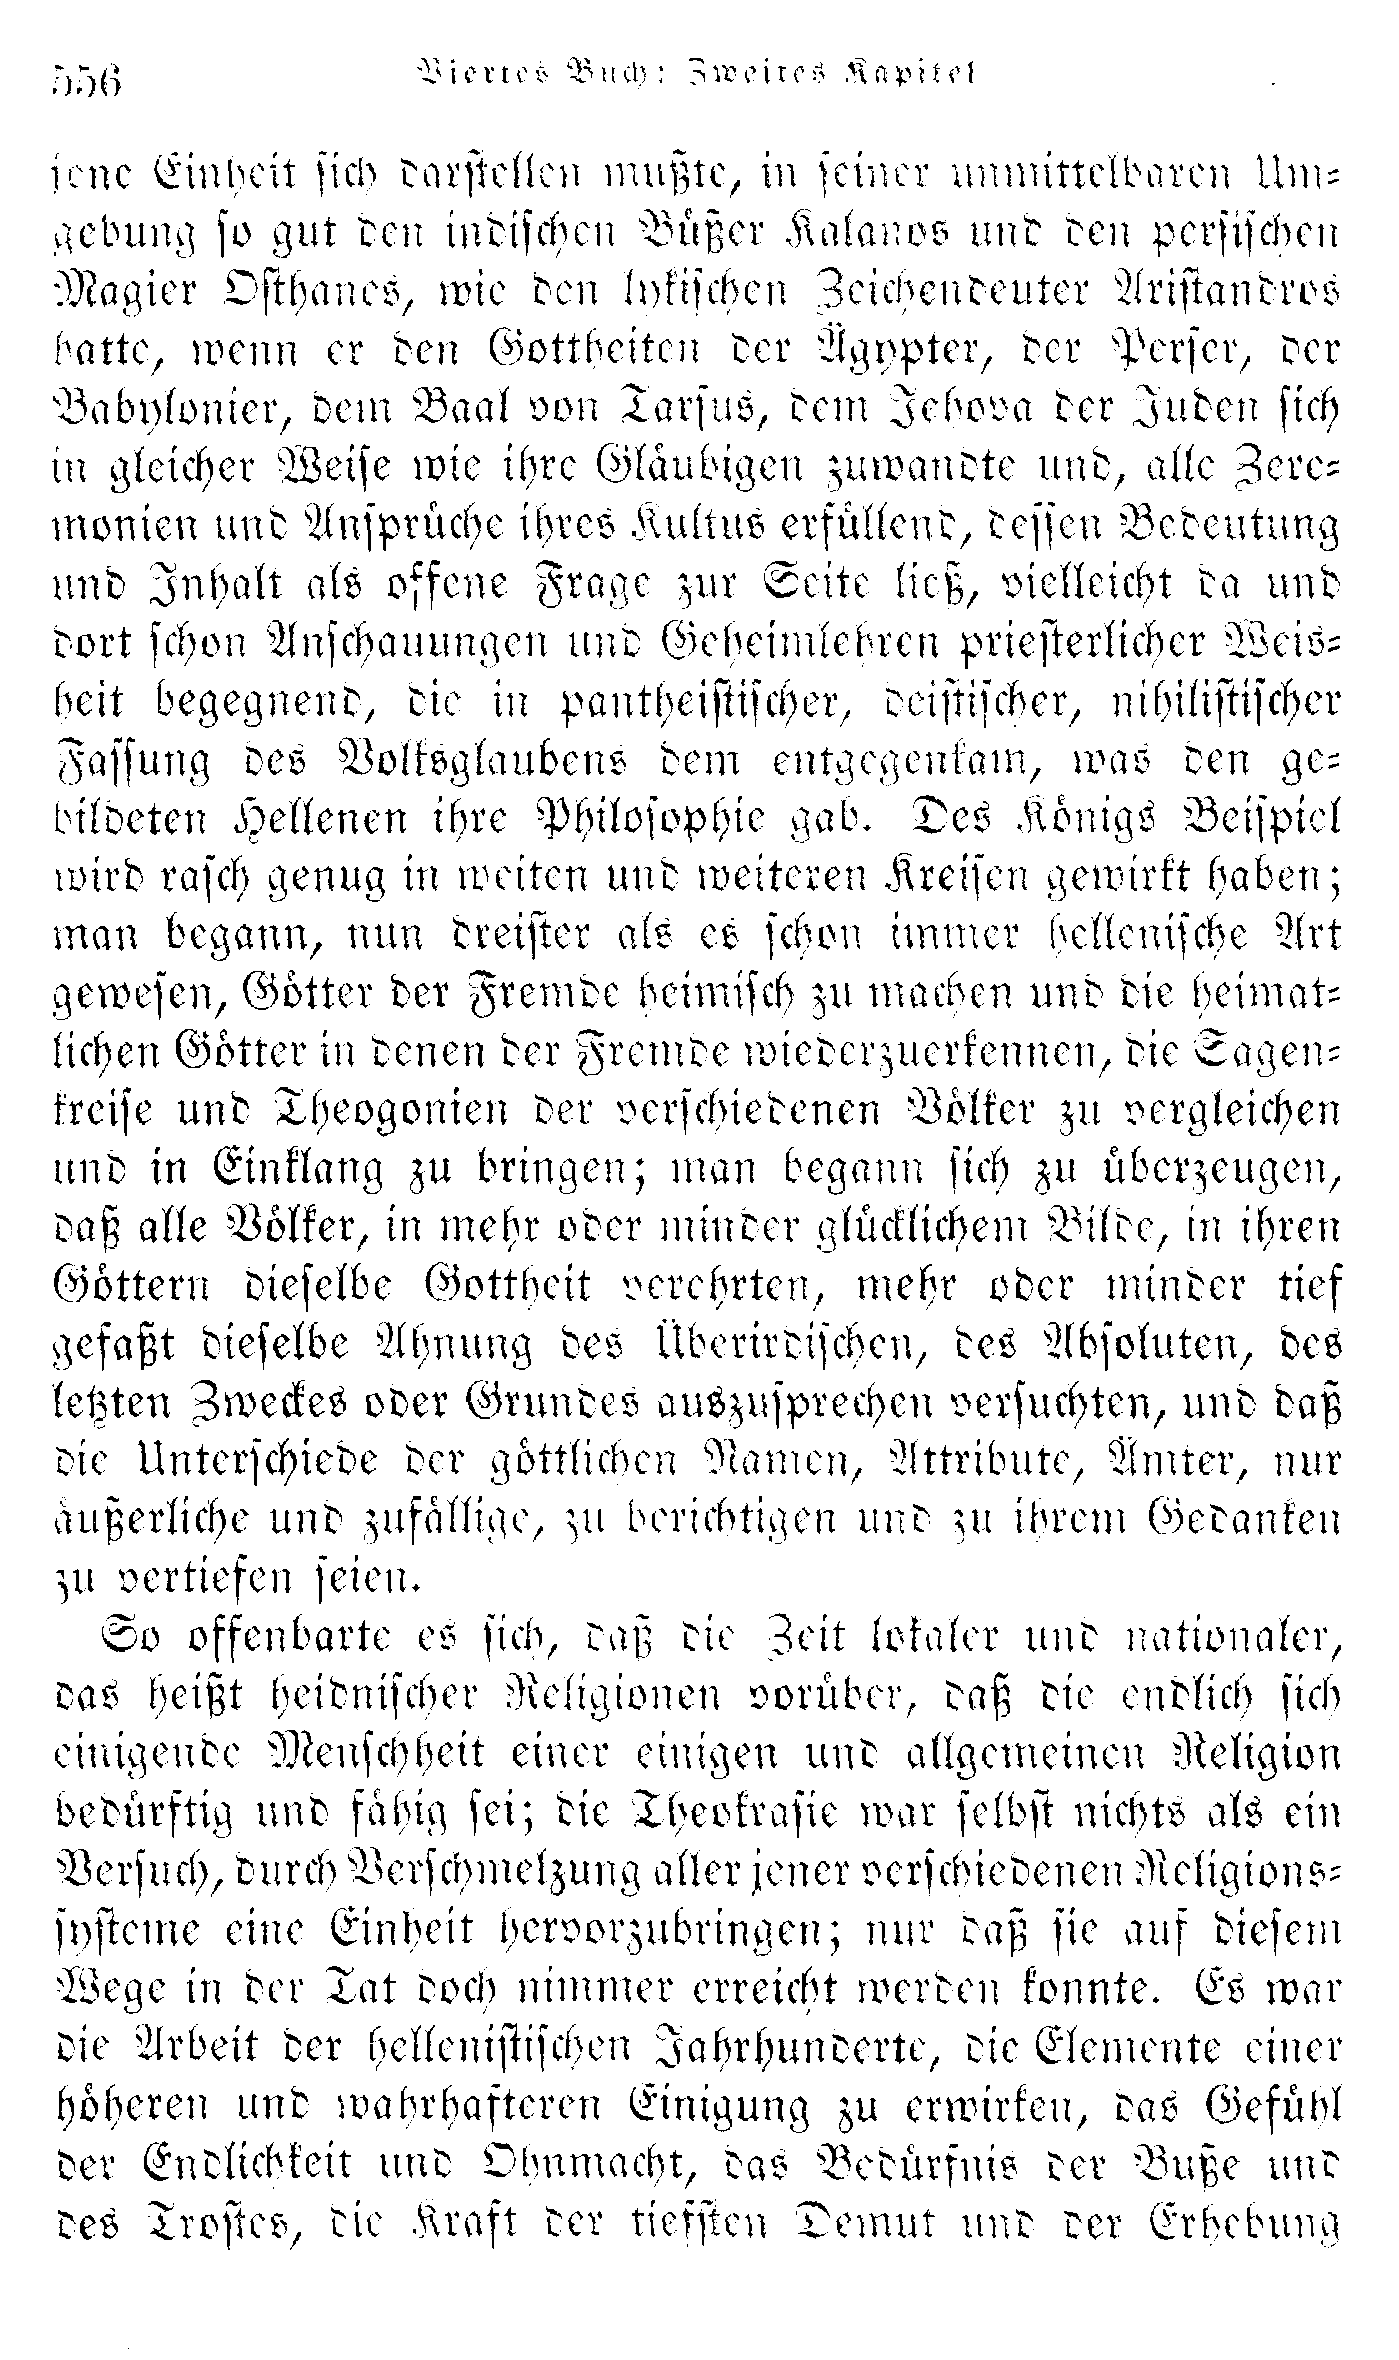 556
Viertes Buch: Zweites Kapitel
jene Einheit sich darstellen mußte, in seiner unmittelbaren Um-
gebung so gut den indischen Büßer Kalanos und den persischen
Magier Osthanes, wie den lykischen Zeichendeuter Aristandros
hatte, wenn er den Gottheiten der Ägypter, der Perser, der
Babylonier, dem Baal von Tarsus, dem Jehova der Juden sich
in gleicher Weise wie ihre Gläubigen zuwandte und, alle Zere-
monien und Ansprüche ihres Kultus erfüllend, dessen Bedeutung
und Inhalt als offene Frage zur Seite ließ, vielleicht da und
dort schon Anschauungen und Geheimlehren priesterlicher Weis-
heit begegnend, die in pantheistischer, deistischer, nihilistischer
Fassung des Volksglaubens dem entgegenkam, was den ge-
bildeten Hellenen ihre Philosophie gab. Des Königs Beispiel
wird rasch genug in weiten und weiteren Kreisen gewirkt haben;
man begann, nun dreister als es schon immer hellenische Art
gewesen, Götter der Fremde heimisch zu machen und die heimat-
lichen Götter in denen der Fremde wiederzuerkennen, die Sagen-
kreise und Theogonien der verschiedenen Völker zu vergleichen
und in Einklang zu bringen; man begann sich zu überzeugen,
daß alle Völker, in mehr oder minder glücklichem Bilde, in ihren
Göttern dieselbe Gottheit verehrten, mehr oder minder tief
gefaßt dieselbe Ahnung des Überirdischen, des Absoluten, des
letzten Zweckes oder Grundes auszusprechen versuchten, und daß
die Unterschiede der göttlichen Namen, Attribute, Ämter, nur
äußerliche und zufällige, zu berichtigen und zu ihrem Gedanken
zu vertiefen seien.
So offenbarte es sich, daß die Zeit lokaler und nationaler,
das heißt heidnischer Religionen vorüber, daß die endlich sich
einigende Menschheit einer einigen und allgemeinen Religion
bedürftig und fähig sei; die Theokrasie war selbst nichts als ein
Versuch, durch Verschmelzung aller jener verschiedenen Religions-
systeme eine Einheit hervorzubringen; nur daß sie auf diesem
Wege in der Tat doch nimmer erreicht werden konnte. Es war
die Arbeit der hellenistischen Jahrhunderte, die Elemente einer
höheren und wahrhafteren Einigung zu erwirken, das Gefühl
der Endlichkeit und Ohnmacht, das Bedürfnis der Buße und
des Trostes, die Kraft der tiefsten Demut und der Erhebung